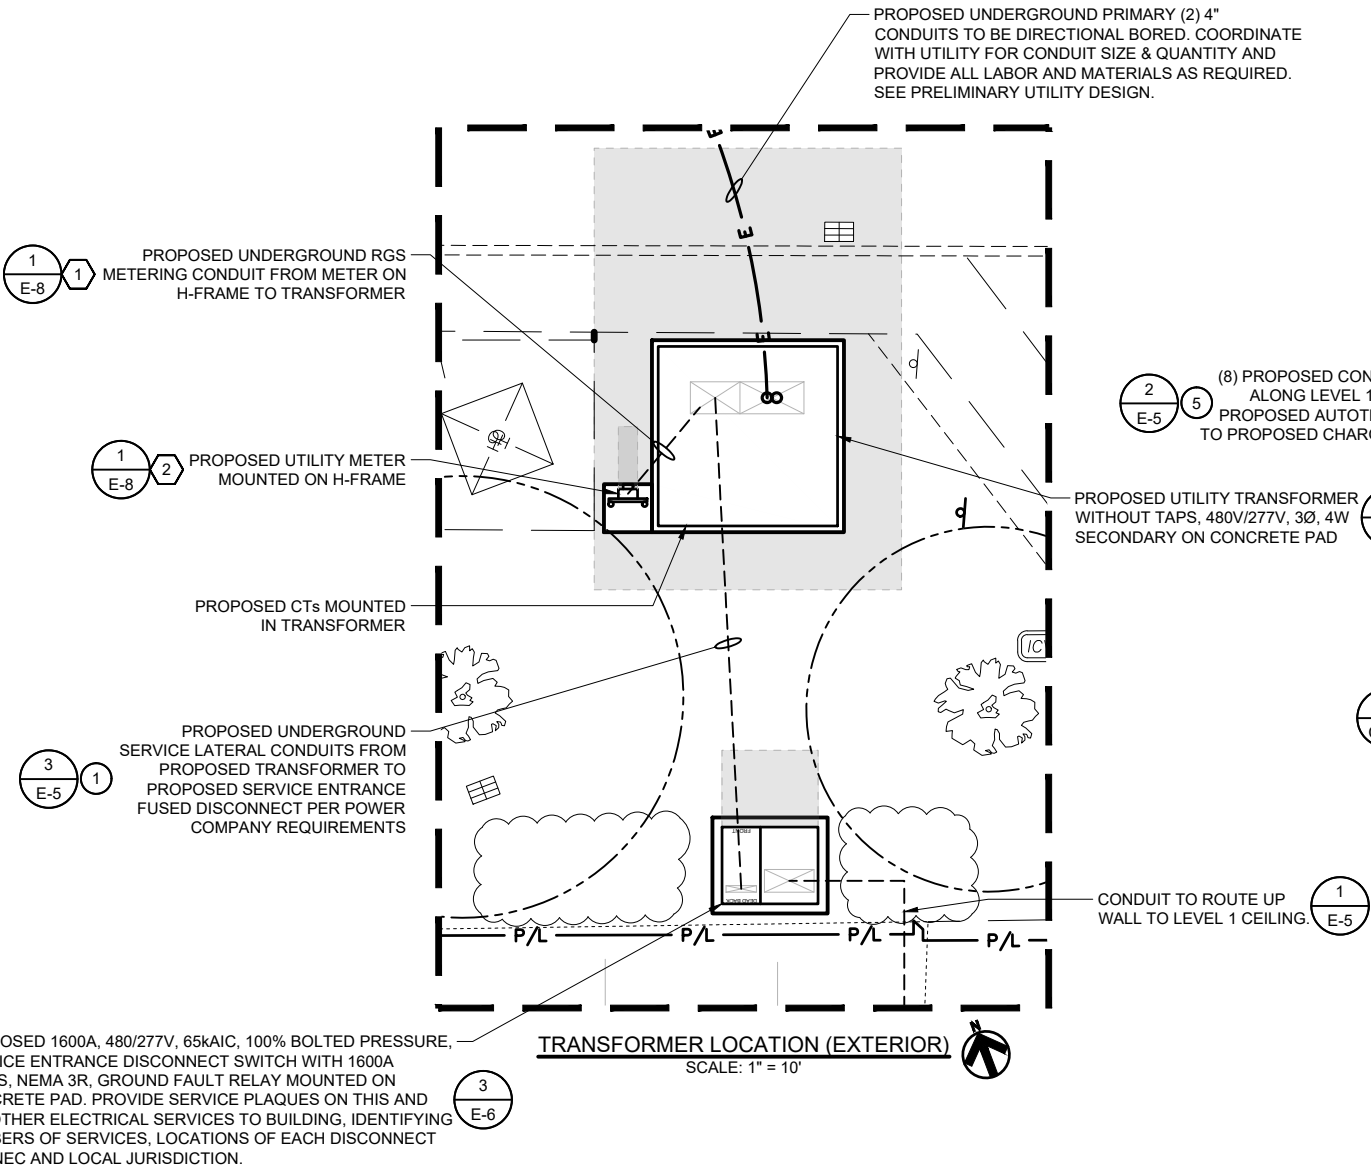 PROPOSED UNDERGROUND PRIMARY (2) 4"
CONDUITS TO BE DIRECTIONAL BORED. COORDINATE
WITH UTILITY FOR CONDUIT SIZE & QUANTITY AND
PROVIDE ALL LABOR AND MATERIALS AS REQUIRED.
SEE PRELIMINARY UTILITY DESIGN.
E
E
E
1
E-8
1
PROPOSED UNDERGROUND RGS
METERING CONDUIT FROM METER ON
H-FRAME TO TRANSFORMER
2
E-5
5
(8) PROPOSED CON
ALONG LEVEL 1
PROPOSED AUTOT
TO PROPOSED CHAR
1
E-8
2
PROPOSED UTILITY METER
MOUNTED ON H-FRAME
PROPOSED UTILITY TRANSFORMER
WITHOUT TAPS, 480V/277V, 3Ø, 4W
SECONDARY ON CONCRETE PAD
PROPOSED CTs MOUNTED
IN TRANSFORMER
IC
3
E-5
1
PROPOSED UNDERGROUND
SERVICE LATERAL CONDUITS FROM
PROPOSED TRANSFORMER TO
PROPOSED SERVICE ENTRANCE
FUSED DISCONNECT PER POWER
COMPANY REQUIREMENTS
FRONT
DEAD BACK
CONDUIT TO ROUTE UP
WALL TO LEVEL 1 CEILING.
1
E-5
P/L
P/L
P/L
P/L
OSED 1600A, 480/277V, 65kAIC, 100% BOLTED PRESSURE,
ICE ENTRANCE DISCONNECT SWITCH WITH 1600A
S, NEMA 3R, GROUND FAULT RELAY MOUNTED ON
CRETE PAD. PROVIDE SERVICE PLAQUES ON THIS AND
OTHER ELECTRICAL SERVICES TO BUILDING, IDENTIFYING
BERS OF SERVICES, LOCATIONS OF EACH DISCONNECT
NEC AND LOCAL JURISDICTION.
3
E-6
TRANSFORMER LOCATION (EXTERIOR)
SCALE: 1" = 10'
N